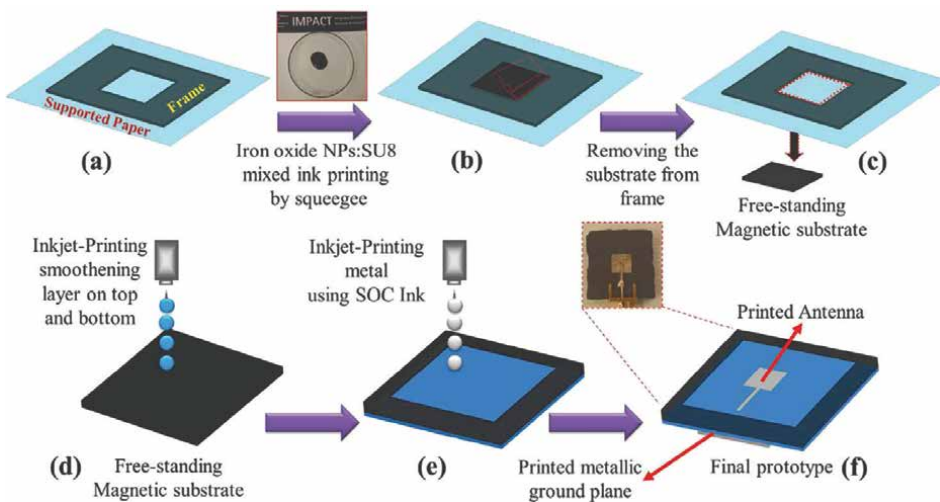 IMPACT
Frame
Supported Paper
(a)
Iron oxide NPs:SU8
mixed ink printing
by squeegee
(b)
Removing the
substrate from
frame
(c)
Free-standing
Magnetic substrate
Inkjet-Printing
smoothening
layer on top
and bottom
(d)
Free-standing
Magnetic substrate
Inkjet-Printing
metal
using SOC Ink
(e)
Printed Antenna
Printed metallic
ground plane
Final prototype
(f)